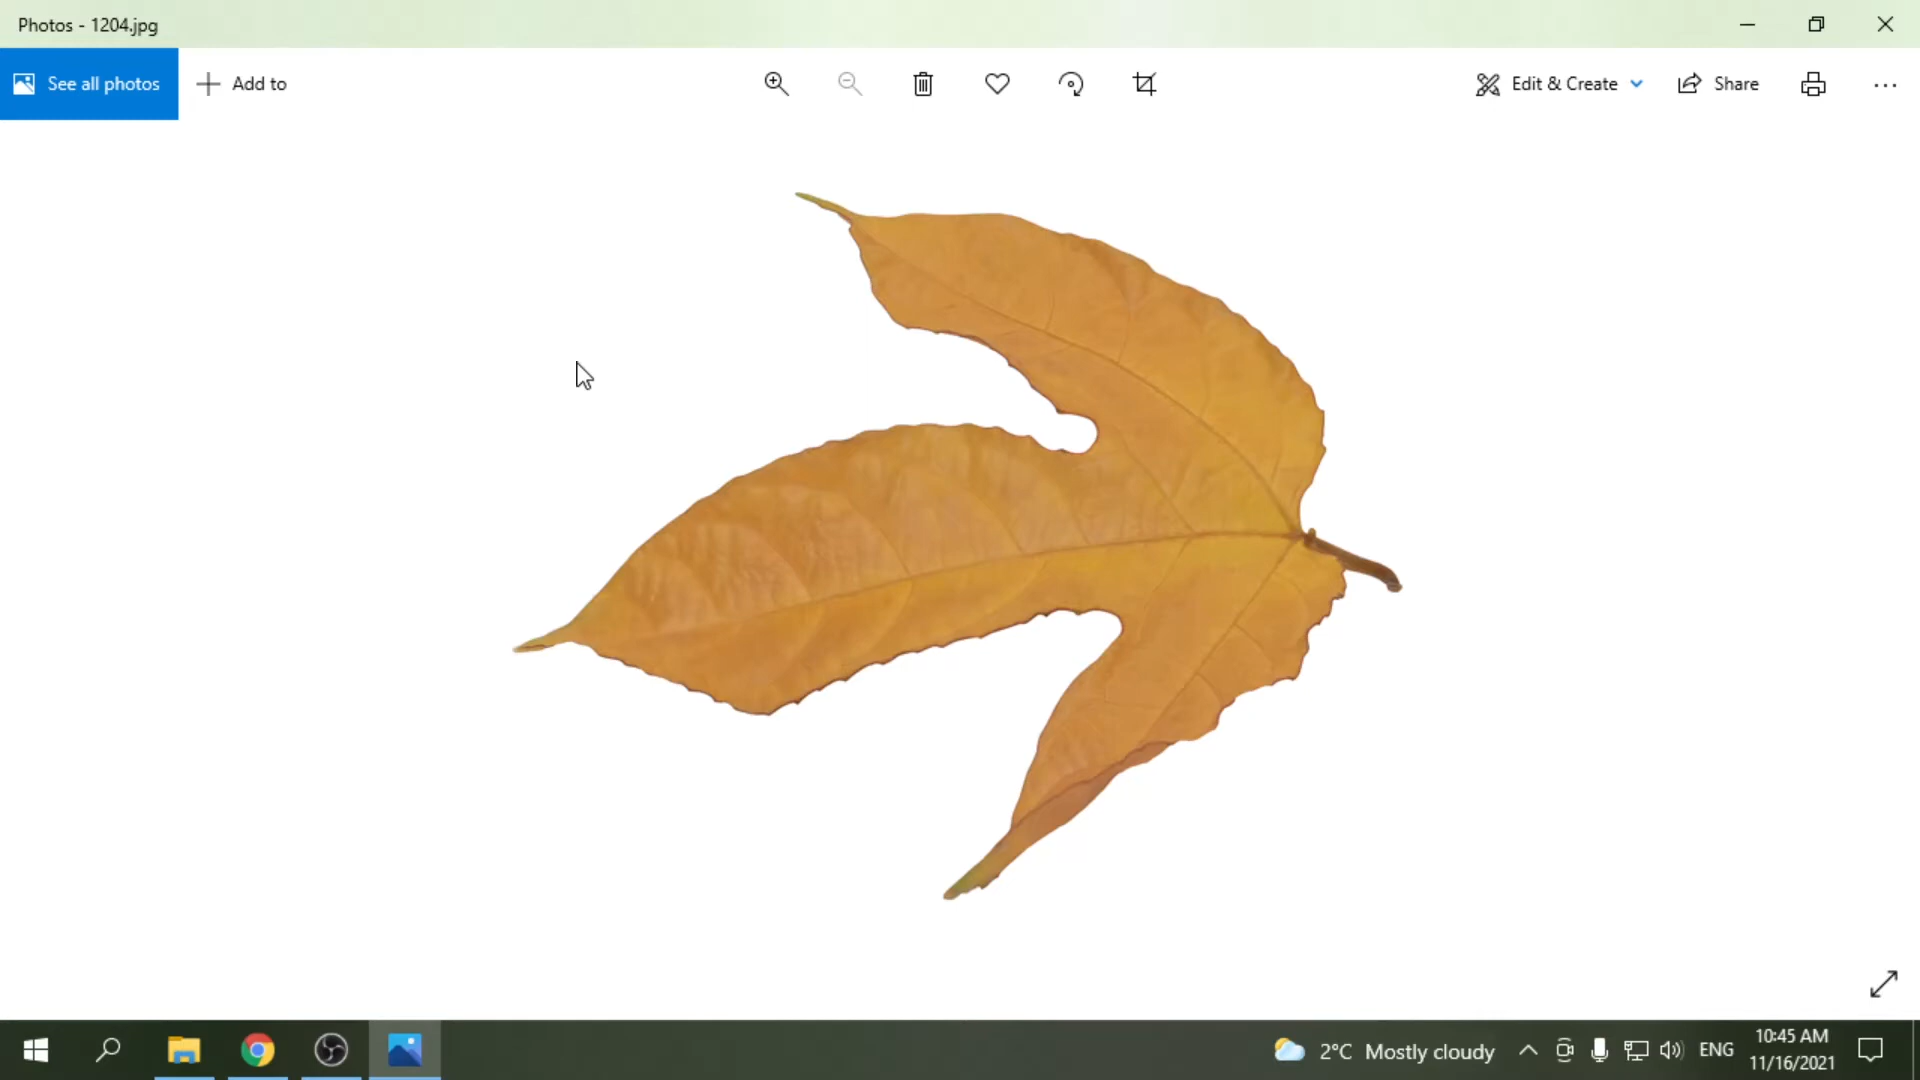 Photos - 1204.jpg
See all photos
Add to
Edit & Create
Share
2°C Mostly cloudy
ENG
10:45 AM
11/16/2021